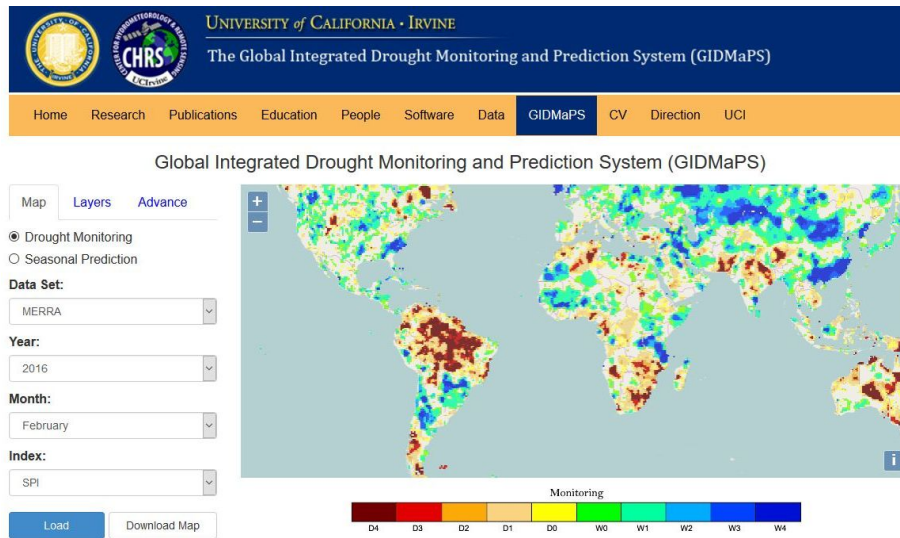 UNIVERSITY of CALIFORNIA • IRVINE
The Global Integrated Drought Monitoring and Prediction System (GIDMaPS)
CHRS
UCIrvine
Home Research Publications Education People Software Data GIDMaPS CV Direction UCI
Global Integrated Drought Monitoring and Prediction System (GIDMaPS)
Map Layers Advance
Drought Monitoring
Seasonal Prediction
Data Set:
MERRA
Year:
2016
Month:
February
Index:
SPI
Load Download Map
+
−
i
Monitoring
D4 D3 D2 D1 D0 W0 W1 W2 W3 W4